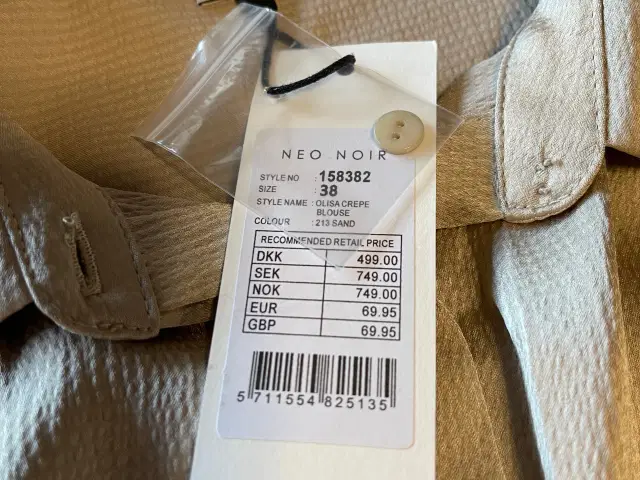 NEO NOIR
STYLE NO : 158382
SIZE : 38
STYLE NAME : OLISA CREPE
BLOUSE
COLOUR : 213 SAND
RECOMMENDED RETAIL PRICE
DKK 499.00
SEK 749.00
NOK 749.00
EUR 69.95
GBP 69.95
5 711554 825135